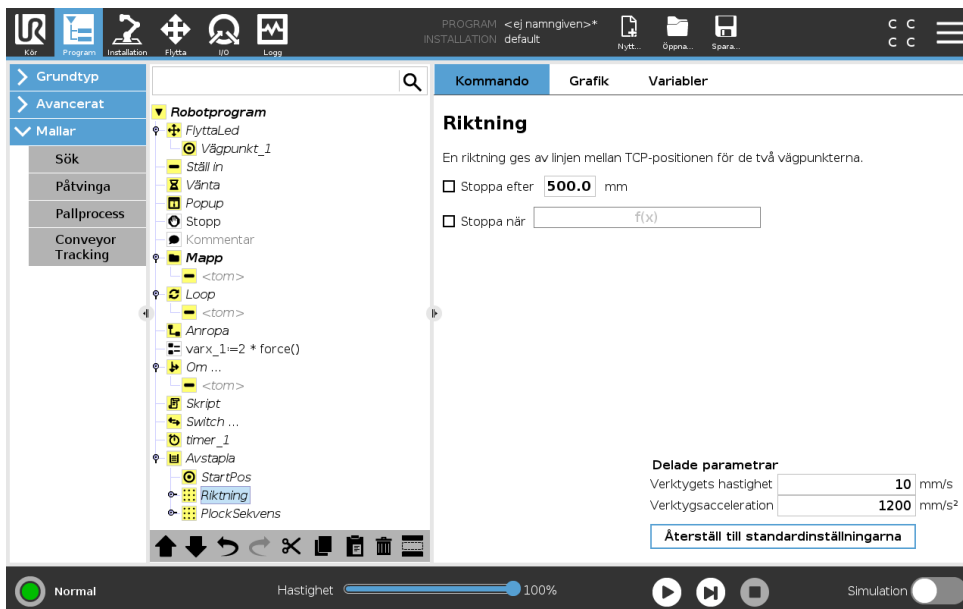 UR
PROGRAM <ej namngiven>*
INSTALLATION default
Kör
Program
Installation
Flytta
I/O
Logg
Nytt...
Öppna...
Spara...
C C
C C
Grundtyp
Avancerat
Mallar
Sök
Påtvinga
Pallprocess
Conveyor
Tracking
Robotprogram
FlyttaLed
Vägpunkt_1
Ställ in
Vänta
Popup
Stopp
Kommentar
Mapp
<tom>
Loop
<tom>
Anropa
varx_1:=2 * force()
Om ...
<tom>
Skript
Switch ...
timer_1
Avstapla
StartPos
Riktning
PlockSekvens
Kommando
Grafik
Variabler
Riktning
En riktning ges av linjen mellan TCP-positionen för de två vägpunkterna.
Stoppa efter 500.0 mm
Stoppa när f(x)
Delade parametrar
Verktygets hastighet 10 mm/s
Verktygsacceleration 1200 mm/s²
Återställ till standardinställningarna
Normal
Hastighet 100%
Simulation